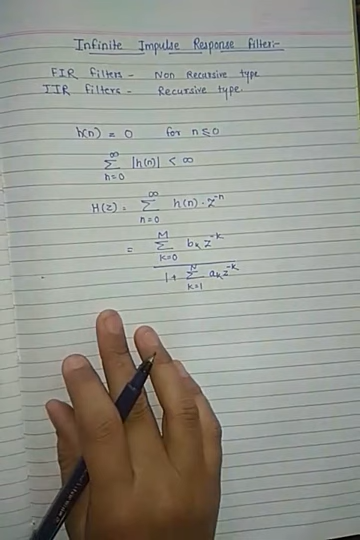 Infinite Impulse Response filter:-
FIR filters - Non Recursive type
IIR filters - Recursive type.
h(n) = 0 for n ≤ 0
∞ Σ n=0 |h(n)| < ∞
H(z) = ∞ Σ n=0 h(n) · z^-n
= M Σ k=0 b_k z^-k
1 + N Σ k=1 a_k z^-k